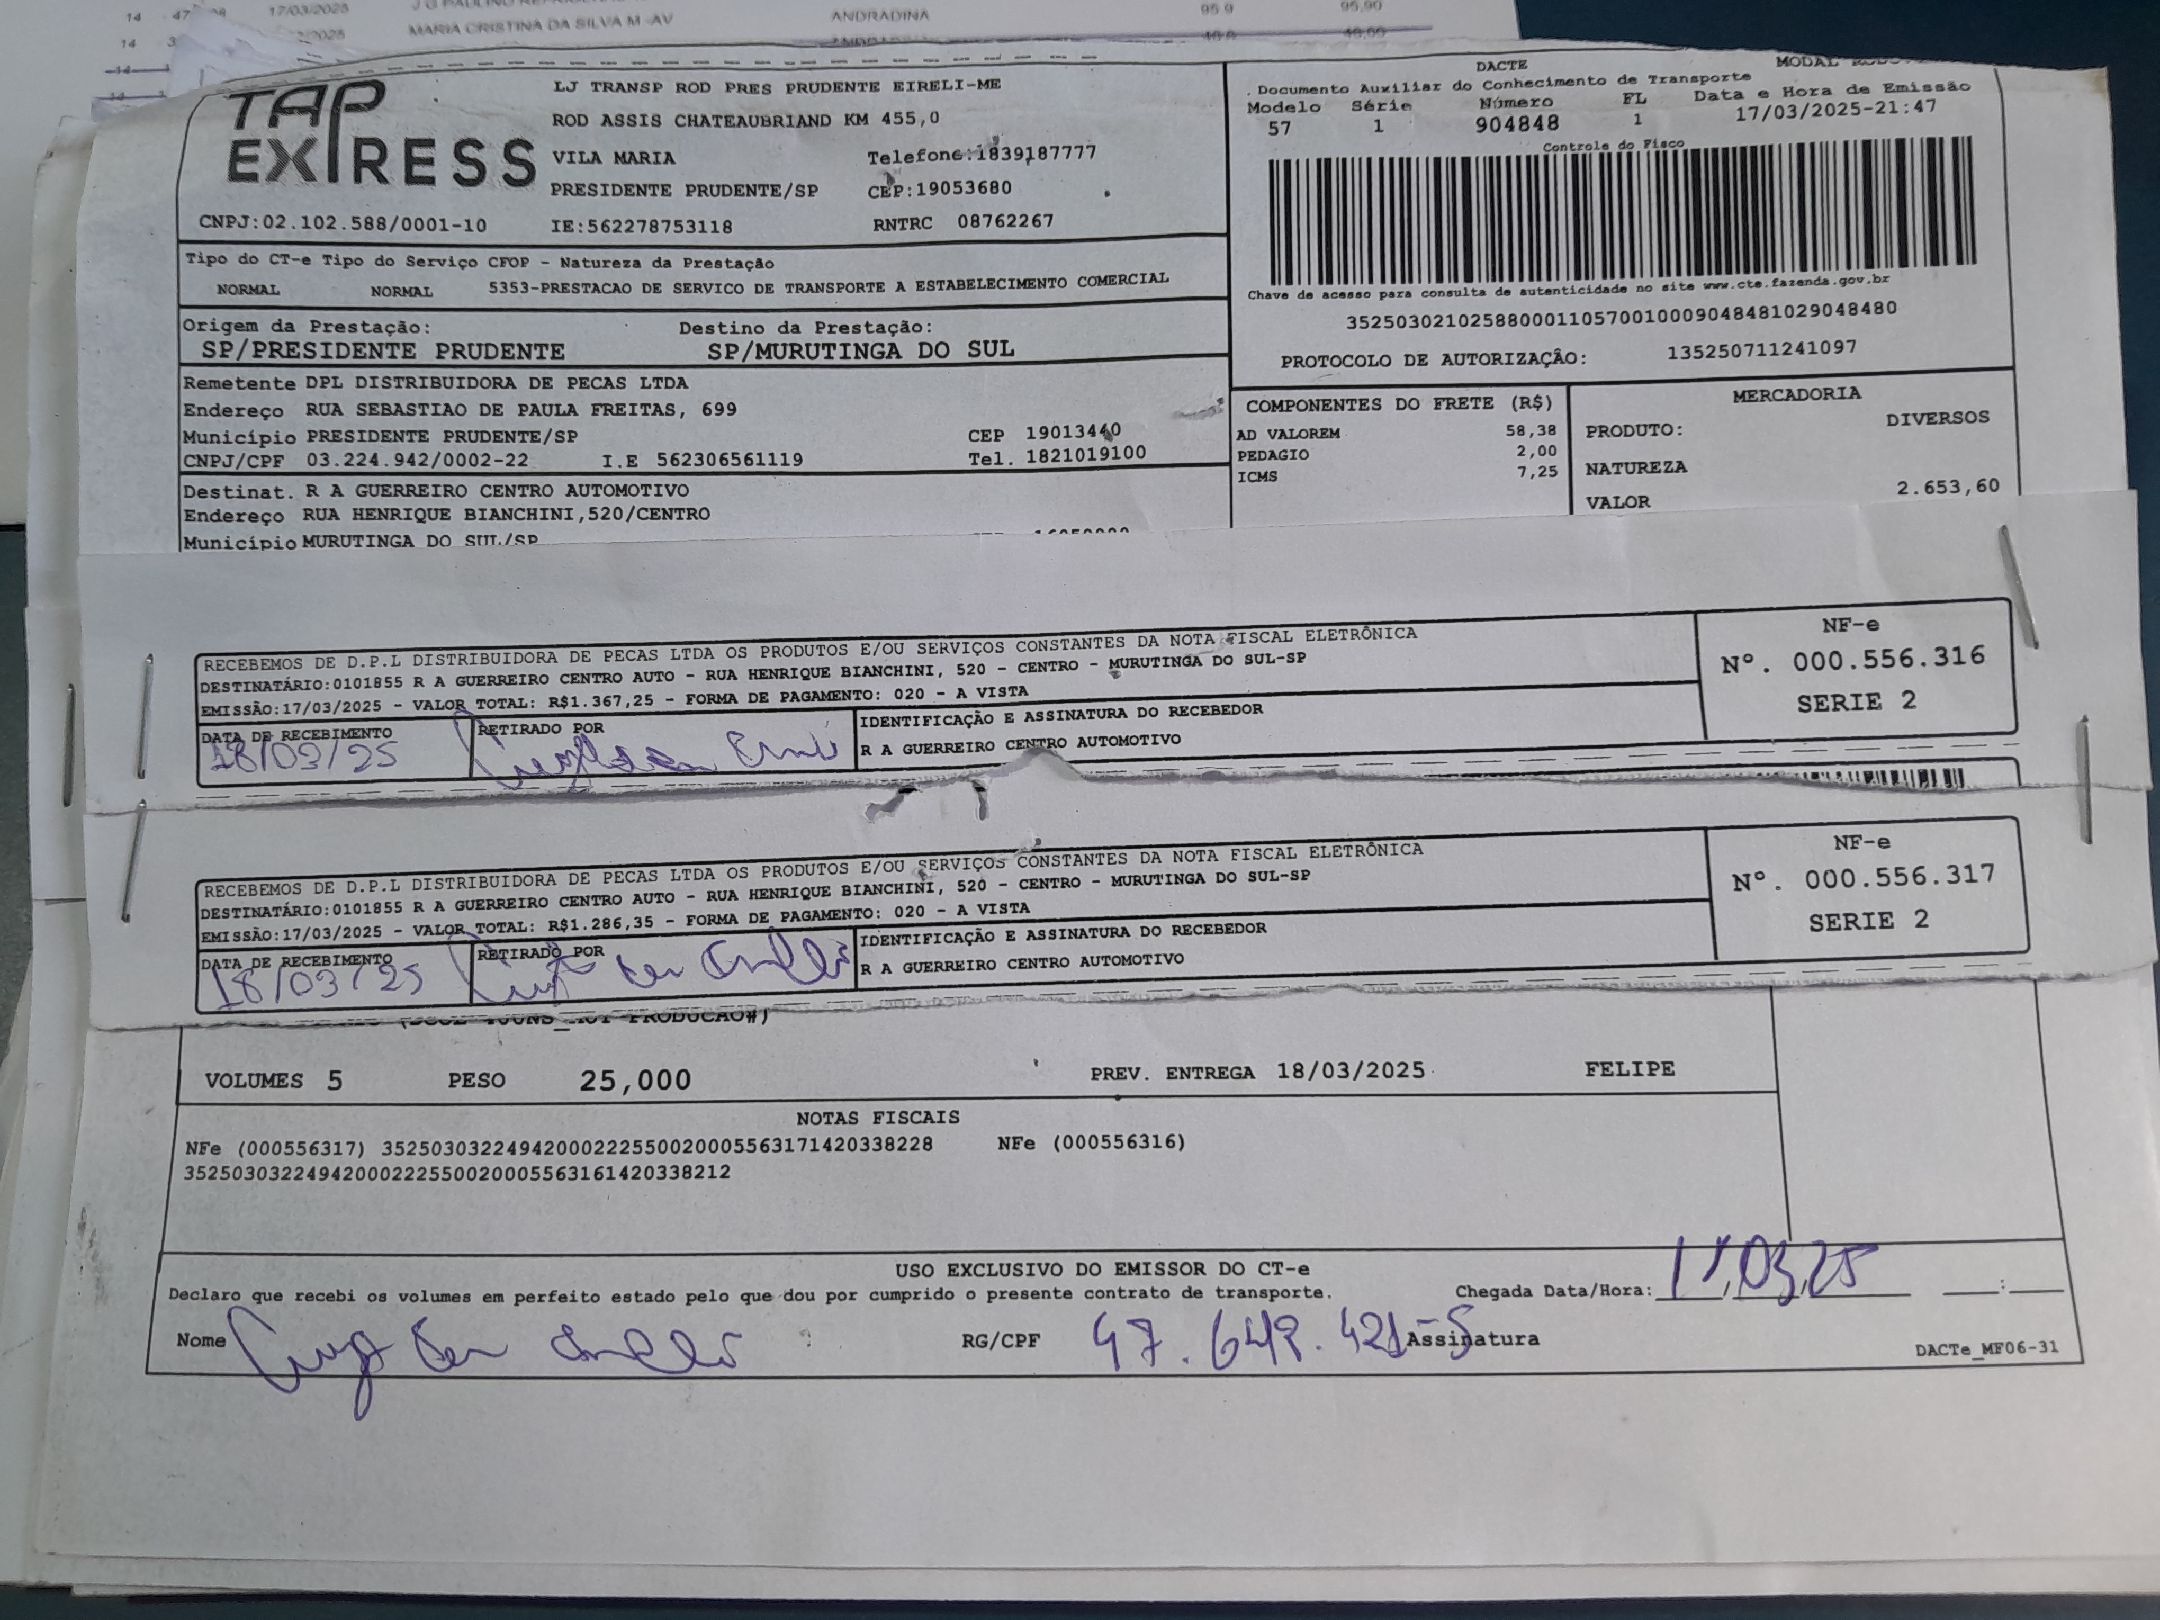 14 17/03/2025
MARIA CRISTINA DA SILVA M -AV ANDRADINA 95,90
14
TAP EXPRESS
LJ TRANSP ROD PRES PRUDENTE EIRELI-ME
ROD ASSIS CHATEAUBRIAND KM 455,0
VILA MARIA Telefone:1839187777
PRESIDENTE PRUDENTE/SP CEP:19053680
CNPJ:02.102.588/0001-10 IE:562278753118 RNTRC 08762267
DACTE MODAL
Documento Auxiliar do Conhecimento de Transporte
Modelo Série Número FL Data e Hora de Emissão
57 1 904848 1 17/03/2025-21:47
Controle do Fisco
Chave de acesso para consulta de autenticidade no site www.cte.fazenda.gov.br
35250302102588000110570010009048481029048480
PROTOCOLO DE AUTORIZAÇÃO: 135250711241097
Tipo do CT-e Tipo do Serviço CFOP - Natureza da Prestação
NORMAL NORMAL 5353-PRESTACAO DE SERVICO DE TRANSPORTE A ESTABELECIMENTO COMERCIAL
Origem da Prestação: Destino da Prestação:
SP/PRESIDENTE PRUDENTE SP/MURUTINGA DO SUL
Remetente DPL DISTRIBUIDORA DE PECAS LTDA
Endereço RUA SEBASTIAO DE PAULA FREITAS, 699
Município PRESIDENTE PRUDENTE/SP CEP 19013440
CNPJ/CPF 03.224.942/0002-22 I.E 562306561119 Tel. 1821019100
Destinat. R A GUERREIRO CENTRO AUTOMOTIVO
Endereço RUA HENRIQUE BIANCHINI,520/CENTRO
Município MURUTINGA DO SUL/SP
COMPONENTES DO FRETE (R$)
AD VALOREM 58,38
PEDAGIO 2,00
ICMS 7,25
MERCADORIA
PRODUTO: DIVERSOS
NATUREZA
VALOR 2.653,60
RECEBEMOS DE D.P.L DISTRIBUIDORA DE PECAS LTDA OS PRODUTOS E/OU SERVIÇOS CONSTANTES DA NOTA FISCAL ELETRÔNICA
DESTINATÁRIO:0101855 R A GUERREIRO CENTRO AUTO - RUA HENRIQUE BIANCHINI, 520 - CENTRO - MURUTINGA DO SUL-SP
EMISSÃO:17/03/2025 - VALOR TOTAL: R$1.367,25 - FORMA DE PAGAMENTO: 020 - A VISTA
DATA DE RECEBIMENTO RETIRADO POR IDENTIFICAÇÃO E ASSINATURA DO RECEBEDOR
18/03/25 R A GUERREIRO CENTRO AUTOMOTIVO
NF-e
Nº. 000.556.316
SERIE 2
RECEBEMOS DE D.P.L DISTRIBUIDORA DE PECAS LTDA OS PRODUTOS E/OU SERVIÇOS CONSTANTES DA NOTA FISCAL ELETRÔNICA
DESTINATÁRIO:0101855 R A GUERREIRO CENTRO AUTO - RUA HENRIQUE BIANCHINI, 520 - CENTRO - MURUTINGA DO SUL-SP
EMISSÃO:17/03/2025 - VALOR TOTAL: R$1.286,35 - FORMA DE PAGAMENTO: 020 - A VISTA
DATA DE RECEBIMENTO RETIRADO POR IDENTIFICAÇÃO E ASSINATURA DO RECEBEDOR
18/03/25 R A GUERREIRO CENTRO AUTOMOTIVO
NF-e
Nº. 000.556.317
SERIE 2
VOLUMES 5 PESO 25,000 PREV. ENTREGA 18/03/2025 FELIPE
NOTAS FISCAIS
NFe (000556317) 35250303224942000222550020005563171420338228 NFe (000556316)
35250303224942000222550020005563161420338212
USO EXCLUSIVO DO EMISSOR DO CT-e
Declaro que recebi os volumes em perfeito estado pelo que dou por cumprido o presente contrato de transporte. Chegada Data/Hora:
Nome RG/CPF Assinatura
DACTe_MF06-31